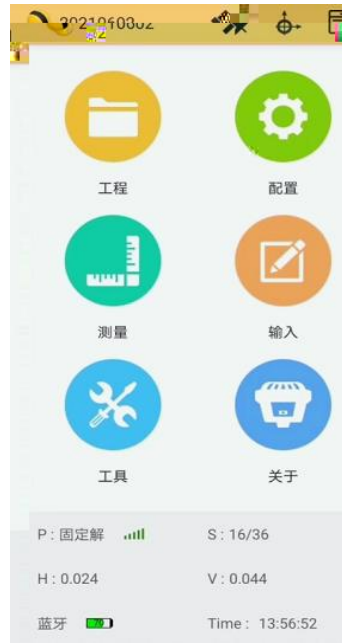 工程
配置
测量
输入
工具
关于
P : 固定解
S : 16/36
H : 0.024
V : 0.044
蓝牙
Time : 13:56:52